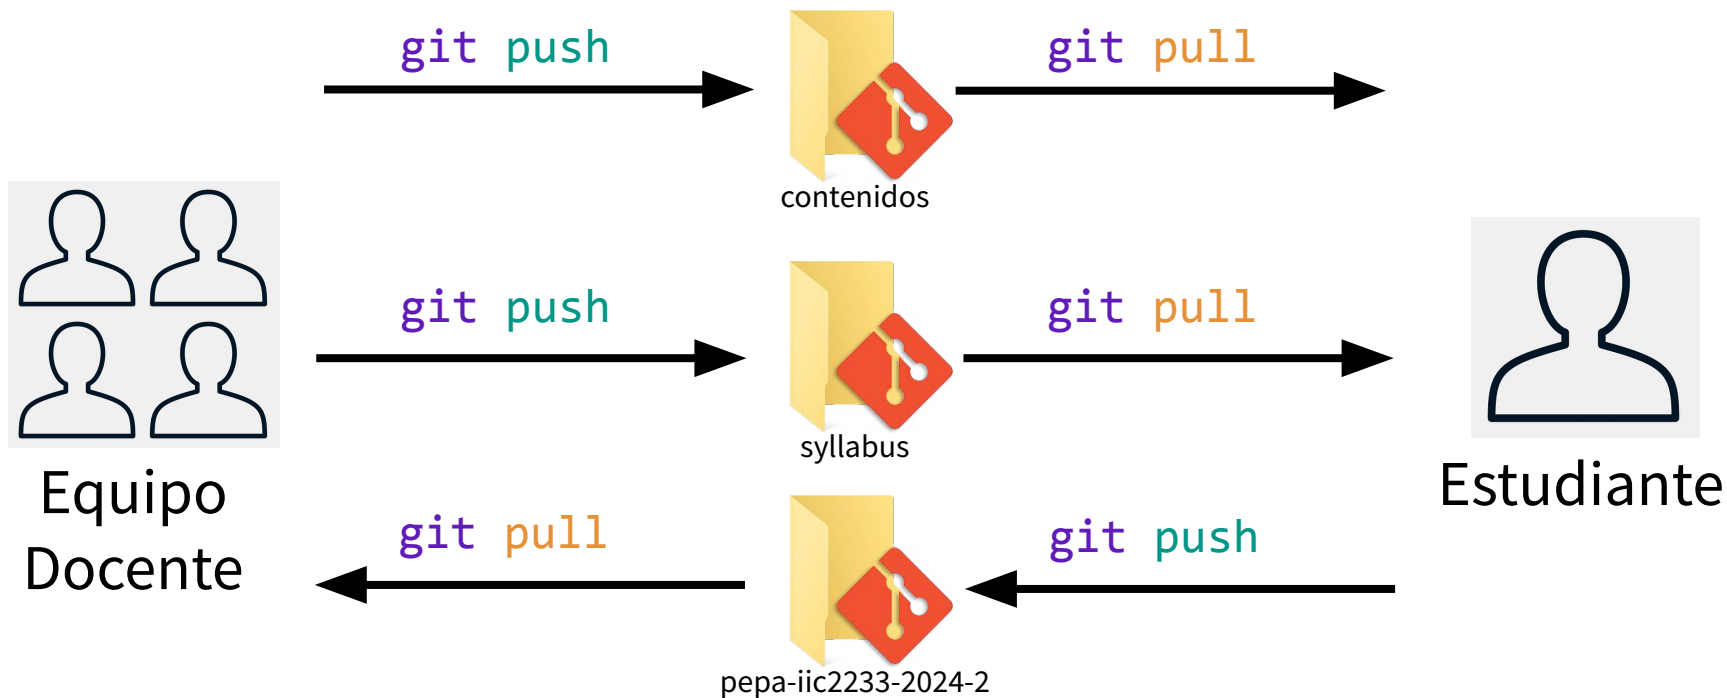 git push
git pull
contenidos
git push
git pull
syllabus
Equipo
Docente
Estudiante
git pull
git push
pepa-iic2233-2024-2